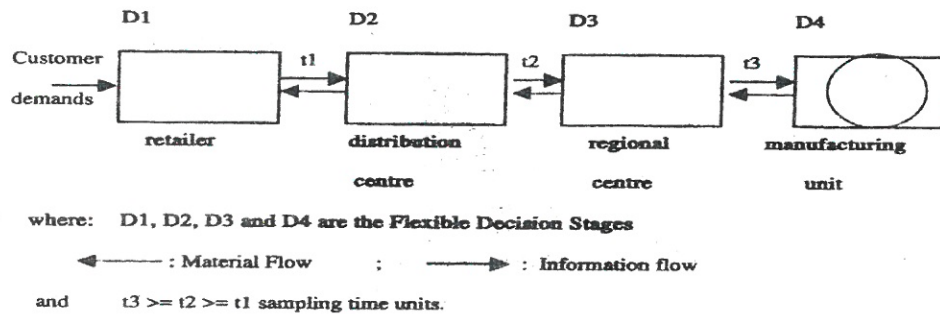 D1 D2 D3 D4
Customer
demands
t1 t2 t3
retailer distribution regional manufacturing
centre centre unit
where: D1, D2, D3 and D4 are the Flexible Decision Stages
: Material Flow ; : Information flow
and t3 >= t2 >= t1 sampling time units.